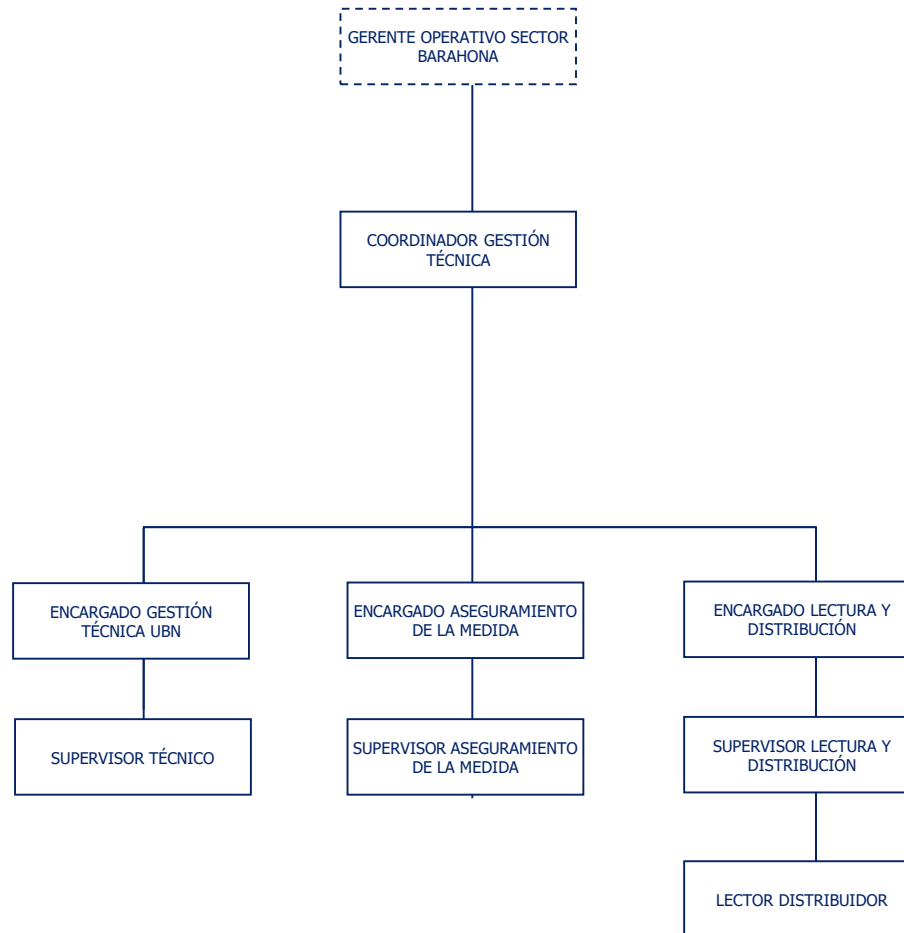 GERENTE OPERATIVO SECTOR
BARAHONA
COORDINADOR GESTIÓN
TÉCNICA
ENCARGADO GESTIÓN
TÉCNICA UBN
ENCARGADO ASEGURAMIENTO
DE LA MEDIDA
ENCARGADO LECTURA Y
DISTRIBUCIÓN
SUPERVISOR TÉCNICO
SUPERVISOR ASEGURAMIENTO
DE LA MEDIDA
SUPERVISOR LECTURA Y
DISTRIBUCIÓN
LECTOR DISTRIBUIDOR